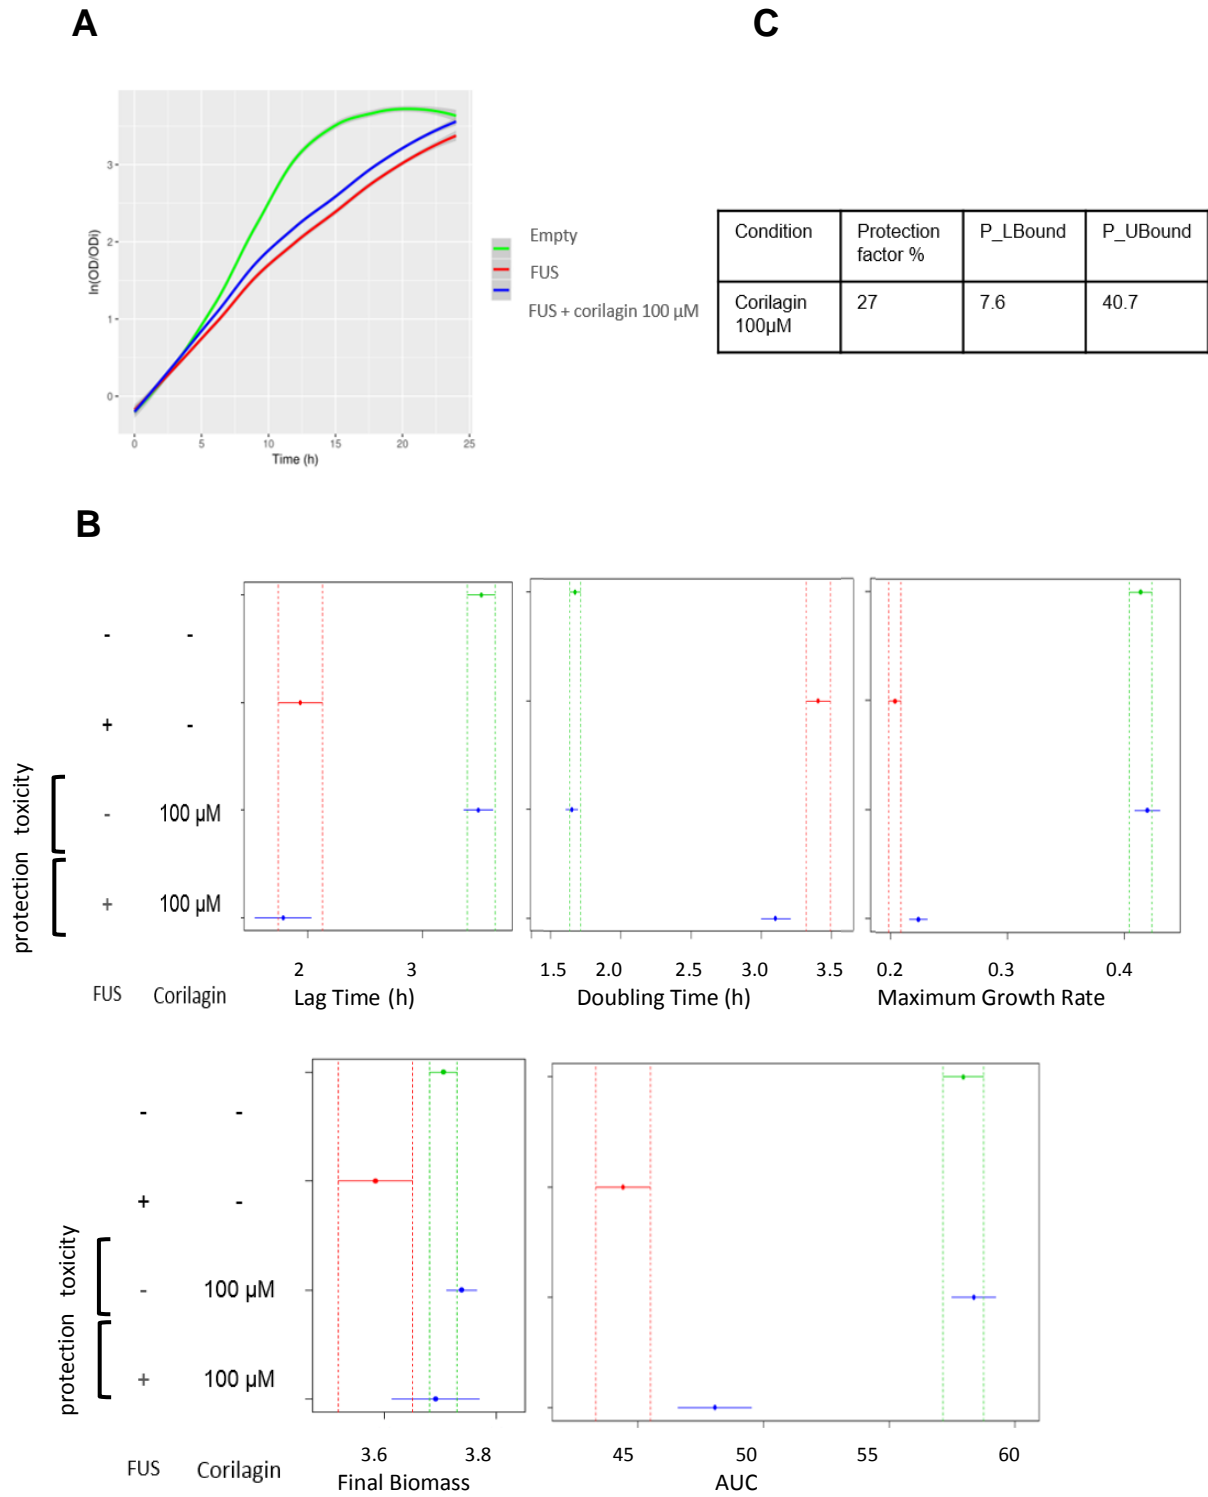 A
C
ln(OD/ODi)
3
2
1
0
0 5 10 15 20 25
Time (h)
Empty
FUS
FUS + corilagin 100 µM
Condition Protection factor % P_LBound P_UBound
Corilagin 100µM 27 7.6 40.7
B
- -
+ -
toxicity
- 100 µM
protection
+ 100 µM
FUS Corilagin
2 3
Lag Time (h)
1.5 2.0 2.5 3.0 3.5
Doubling Time (h)
0.2 0.3 0.4
Maximum Growth Rate
- -
+ -
toxicity
- 100 µM
protection
+ 100 µM
FUS Corilagin
3.6 3.8
Final Biomass
45 50 55 60
AUC